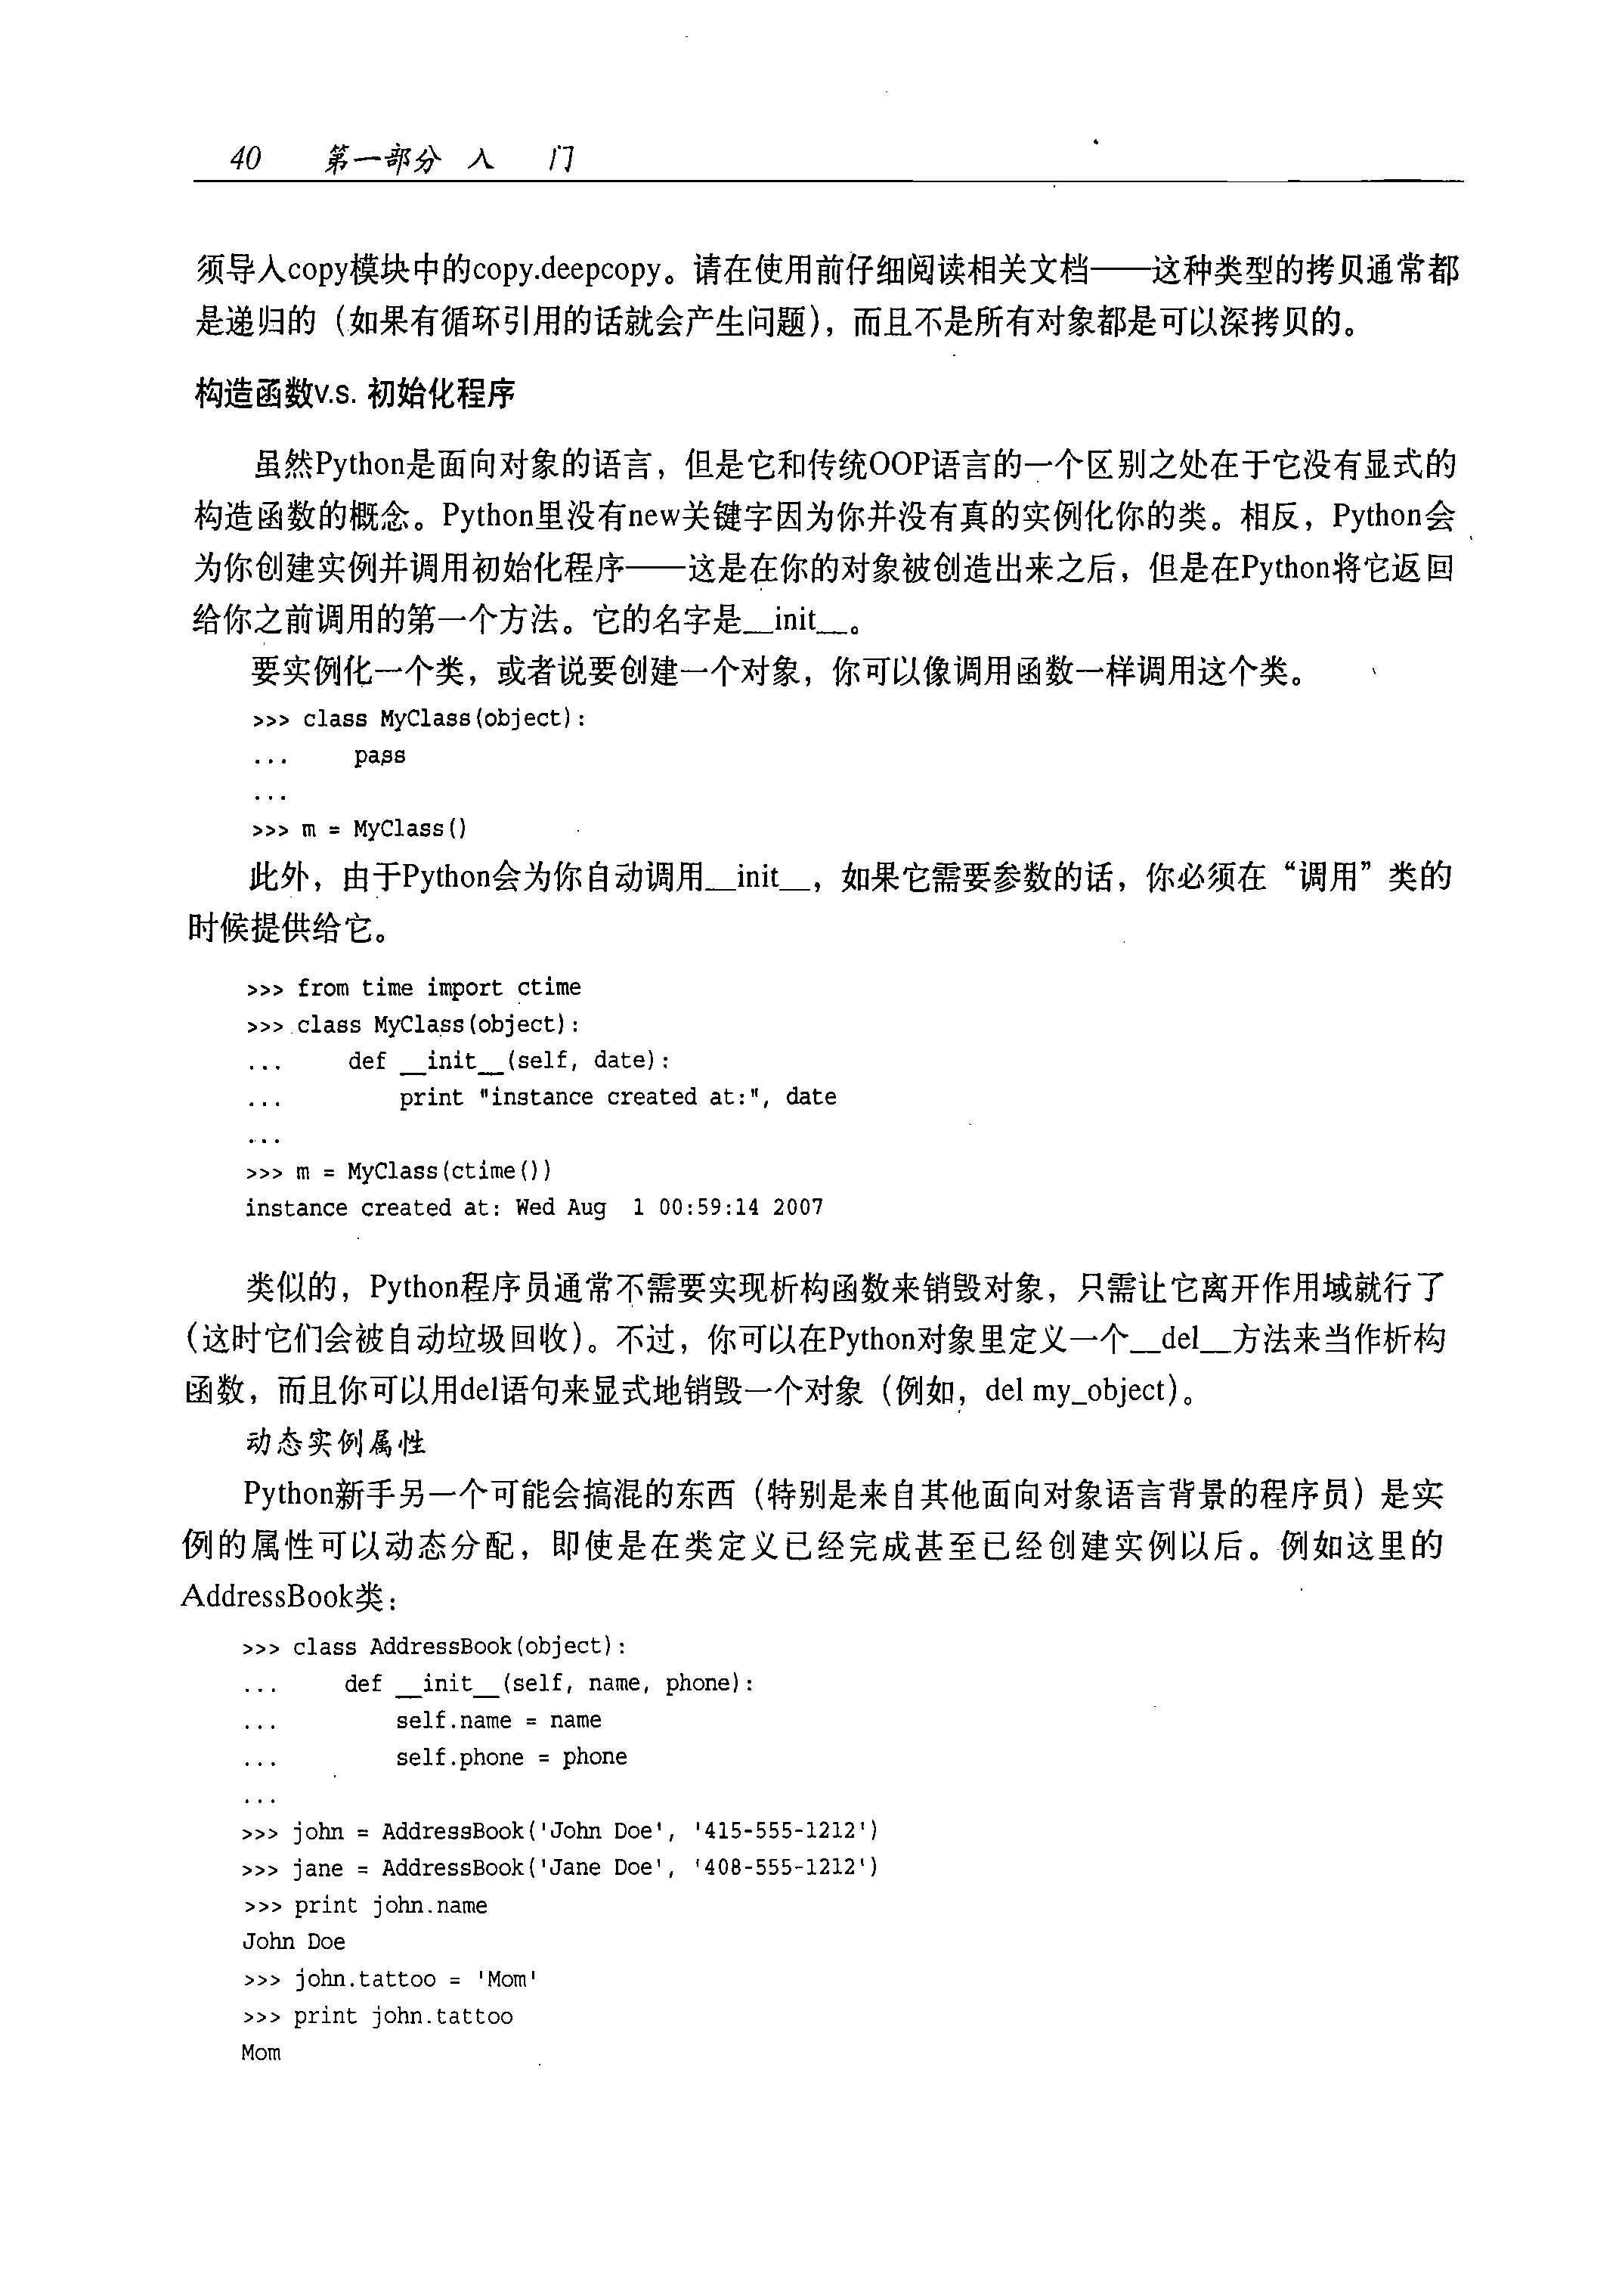 40 第一部分 入 门
须导入copy模块中的copy.deepcopy。请在使用前仔细阅读相关文档——这种类型的拷贝通常都
是递归的（如果有循环引用的话就会产生问题），而且不是所有对象都是可以深拷贝的。
构造函数v.s. 初始化程序
虽然Python是面向对象的语言，但是它和传统OOP语言的一个区别之处在于它没有显式的
构造函数的概念。Python里没有new关键字因为你并没有真的实例化你的类。相反，Python会
为你创建实例并调用初始化程序——这是在你的对象被创造出来之后，但是在Python将它返回
给你之前调用的第一个方法。它的名字是__init__。
要实例化一个类，或者说要创建一个对象，你可以像调用函数一样调用这个类。
>>> class MyClass(object):
...     pass
...
>>> m = MyClass()
此外，由于Python会为你自动调用__init__，如果它需要参数的话，你必须在“调用”类的
时候提供给它。
>>> from time import ctime
>>> class MyClass(object):
...     def __init__(self, date):
...         print "instance created at:", date
...
>>> m = MyClass(ctime())
instance created at: Wed Aug  1 00:59:14 2007
类似的，Python程序员通常不需要实现析构函数来销毁对象，只需让它离开作用域就行了
（这时它们会被自动垃圾回收）。不过，你可以在Python对象里定义一个__del__方法来当作析构
函数，而且你可以用del语句来显式地销毁一个对象（例如，del my_object）。
动态实例属性
Python新手另一个可能会搞混的东西（特别是来自其他面向对象语言背景的程序员）是实
例的属性可以动态分配，即使是在类定义已经完成甚至已经创建实例以后。例如这里的
AddressBook类：
>>> class AddressBook(object):
...     def __init__(self, name, phone):
...         self.name = name
...         self.phone = phone
...
>>> john = AddressBook('John Doe', '415-555-1212')
>>> jane = AddressBook('Jane Doe', '408-555-1212')
>>> print john.name
John Doe
>>> john.tattoo = 'Mom'
>>> print john.tattoo
Mom